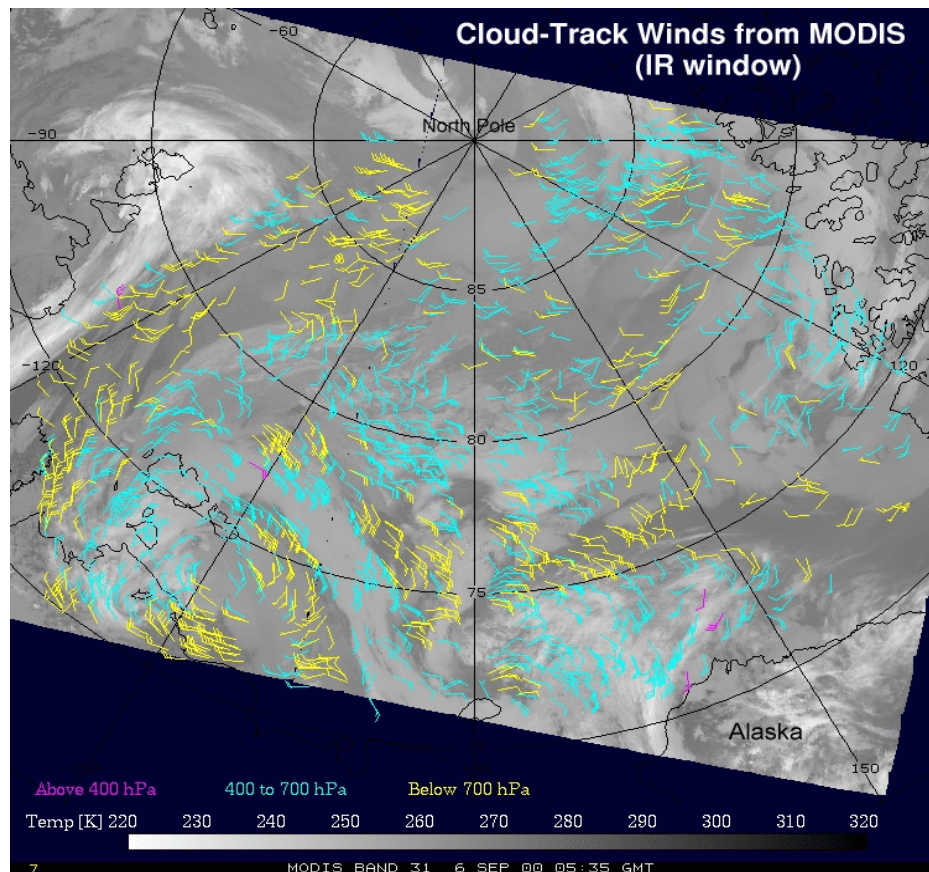 Cloud-Track Winds from MODIS
(IR window)
-60
-90
North Pole
85
-120
120
80
75
Alaska
150
Above 400 hPa 400 to 700 hPa Below 700 hPa
Temp [K] 220 230 240 250 260 270 280 290 300 310 320
7 MODIS BAND 31 6 SEP 00 05:35 GMT